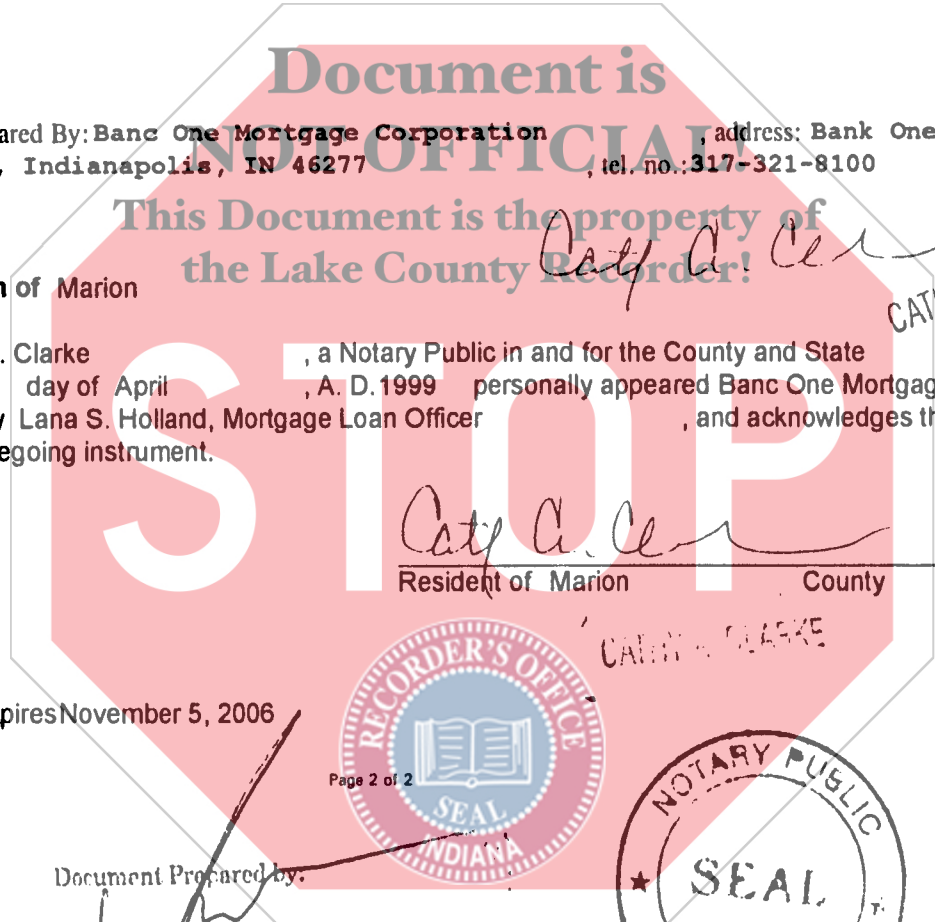 Document is
ared By: Banc One Mortgage Corporation , address: Bank One
NOT OFFICIAL!
, Indianapolis, IN 46277 , tel. no.: 317-321-8100
This Document is the property of
the Lake County Recorder!
of Marion
CAT
. Clarke , a Notary Public in and for the County and State
day of April , A. D. 1999 personally appeared Banc One Mortgag
Lana S. Holland, Mortgage Loan Officer , and acknowledges th
egoing instrument.
STOP
Resident of Marion County
CLARKE
RECORDER'S OFFICE
pires November 5, 2006
Page 2 of 2
SEAL
INDIANA
NOTARY PUBLIC
SEAL
Document Prepared by: